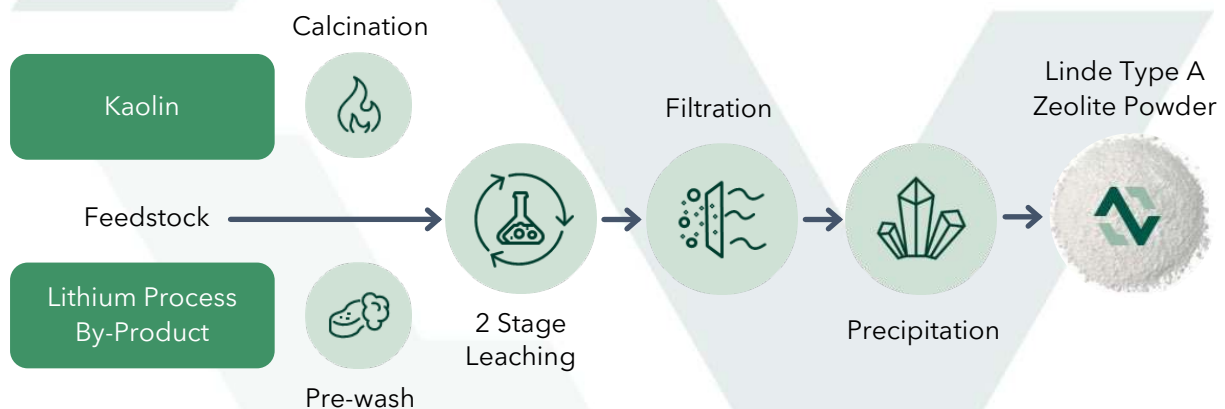 Calcination
Kaolin
Feedstock
Lithium Process
By-Product
Pre-wash
2 Stage
Leaching
Filtration
Precipitation
Linde Type A
Zeolite Powder